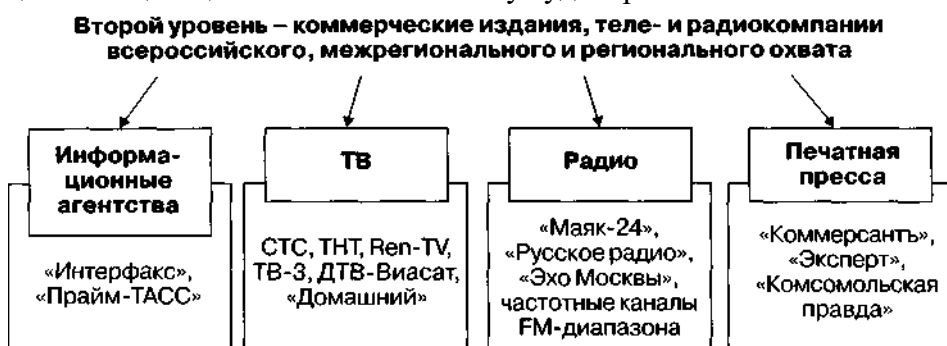 Второй уровень – коммерческие издания, теле- и радиокомпании
всероссийского, межрегионального и регионального охвата
Информа-
ционные
агентства
«Интерфакс»,
«Прайм-ТАСС»
ТВ
СТС, ТНТ, Ren-TV,
ТВ-3, ДТВ-Виасат,
«Домашний»
Радио
«Маяк-24»,
«Русское радио»,
«Эхо Москвы»,
частотные каналы
FM-диапазона
Печатная
пресса
«Коммерсантъ»,
«Эксперт»,
«Комсомольская
правда»